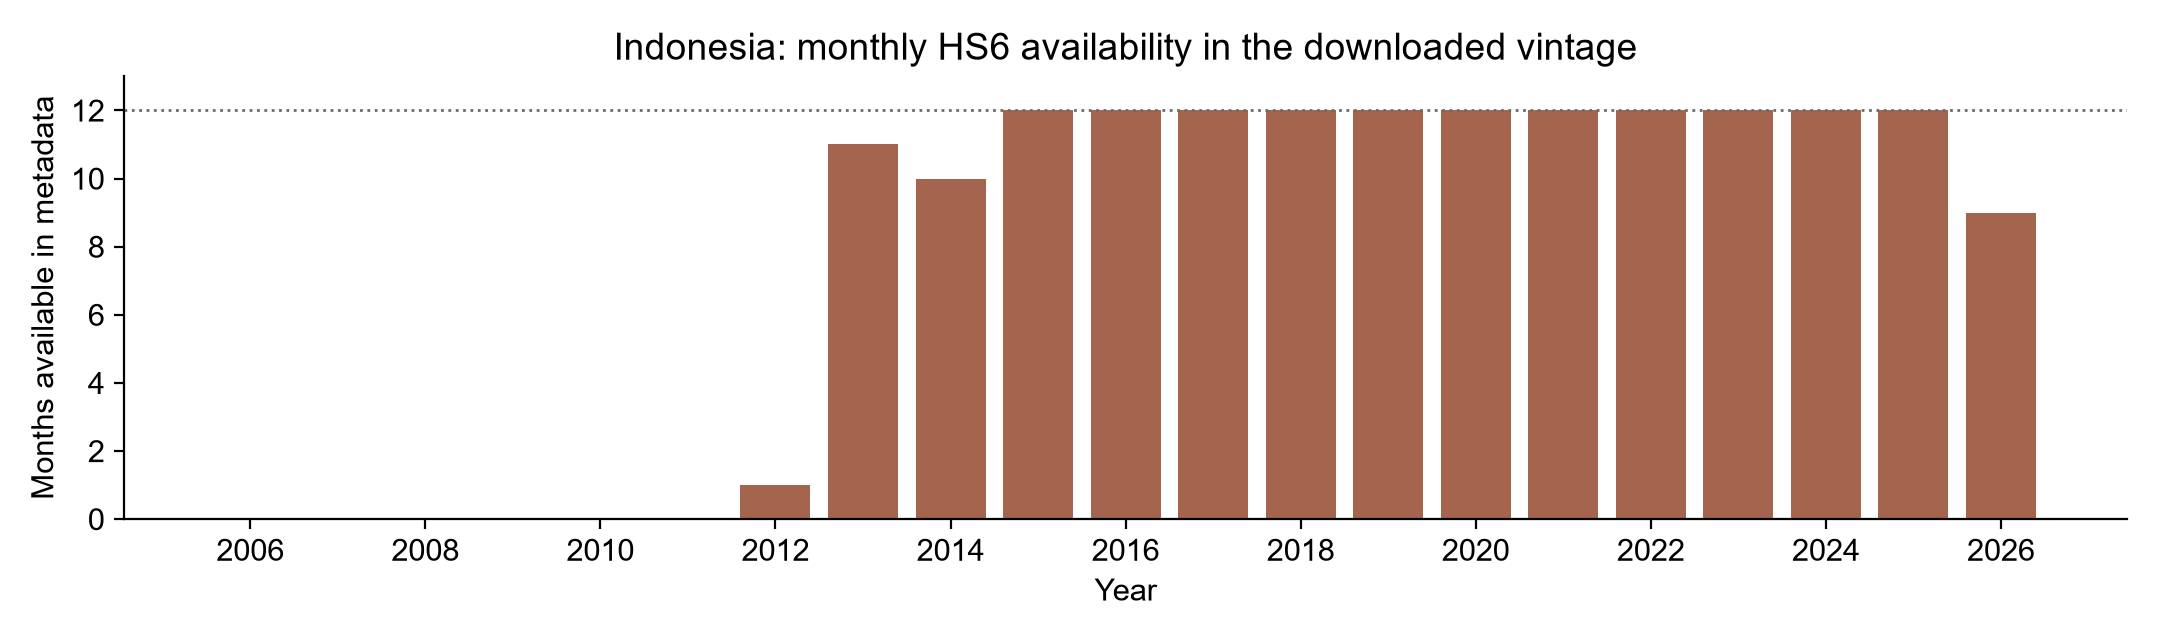 Indonesia: monthly HS6 availability in the downloaded vintage
Months available in metadata
12
10
8
6
4
2
0
2006 2008 2010 2012 2014 2016 2018 2020 2022 2024 2026
Year